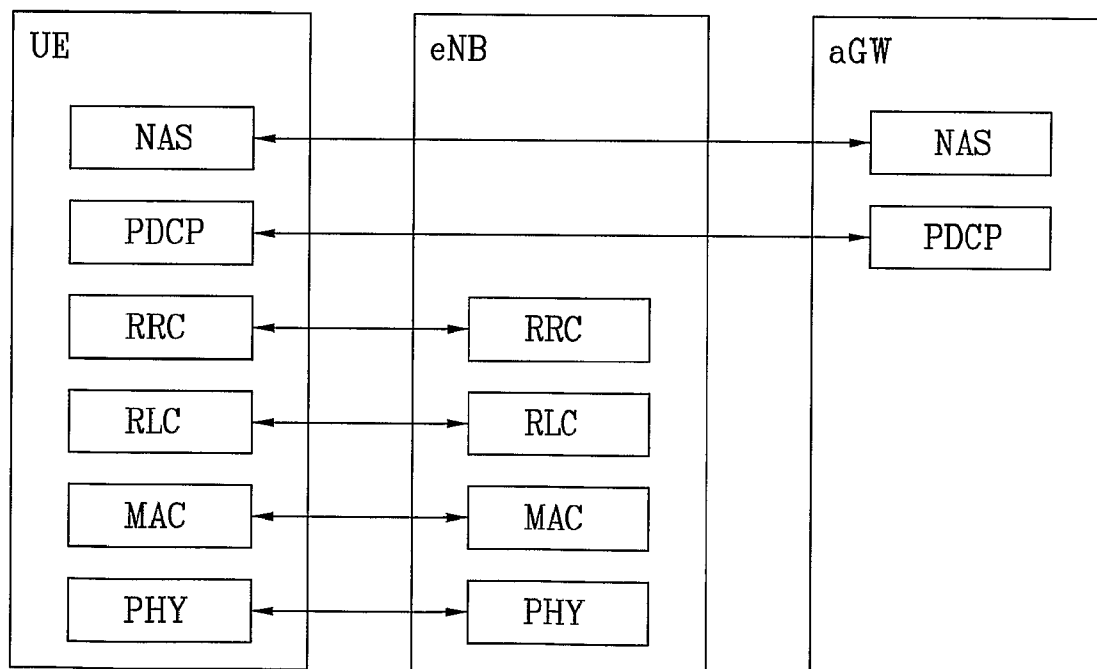 UE
eNB
aGW
NAS
NAS
PDCP
PDCP
RRC
RRC
RLC
RLC
MAC
MAC
PHY
PHY